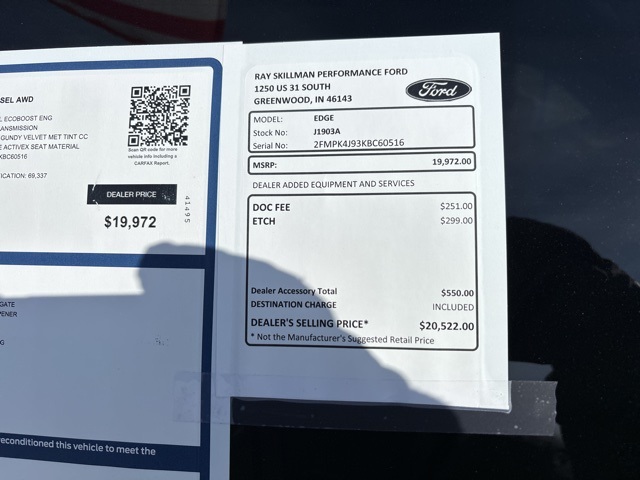 SEL AWD
ECOBOOST ENG
TRANSMISSION
GUNDY VELVET MET TINT CC
ACTIVEX SEAT MATERIAL
KBC60516
ICATION: 69,337
Scan QR code for more
vehicle info including a
CARFAX Report.
DEALER PRICE
$19,972
41495
GATE
PENER
reconditioned this vehicle to meet the
RAY SKILLMAN PERFORMANCE FORD
1250 US 31 SOUTH
GREENWOOD, IN 46143
Ford
MODEL: EDGE
Stock No: J1903A
Serial No: 2FMPK4J93KBC60516
MSRP: 19,972.00
DEALER ADDED EQUIPMENT AND SERVICES
DOC FEE $251.00
ETCH $299.00
Dealer Accessory Total $550.00
DESTINATION CHARGE INCLUDED
DEALER'S SELLING PRICE* $20,522.00
* Not the Manufacturer's Suggested Retail Price